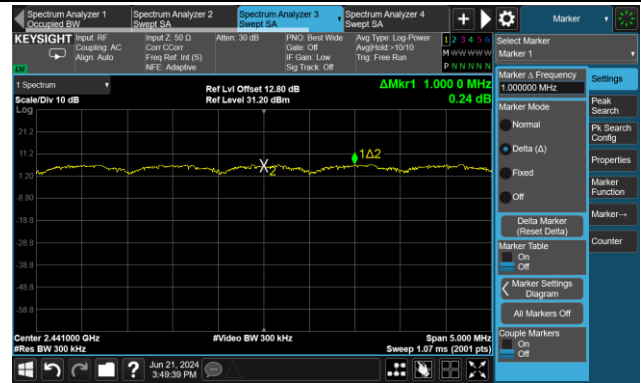 Spectrum Analyzer 1
Occupied BW
Spectrum Analyzer 2
Swept SA
Spectrum Analyzer 3
Swept SA
Spectrum Analyzer 4
Swept SA
Marker
KEYSIGHT
Input: RF
Coupling: AC
Align: Auto
Input Z: 50 Ω
Corr CCorr
Freq Ref: Int (S)
NFE: Adaptive
Atten: 30 dB
PNO: Best Wide
Gate: Off
IF Gain: Low
Sig Track: Off
Avg Type: Log-Power
Avg|Hold:>10/10
Trig: Free Run
1 2 3 4 5 6
M W W W W W
P N N N N N
Select Marker
Marker 1
1 Spectrum
Scale/Div 10 dB
Log
Ref Lvl Offset 12.80 dB
Ref Level 31.20 dBm
ΔMkr1 1.000 0 MHz
0.24 dB
21.2
11.2
1.20
-8.80
-18.8
-28.8
-38.8
-48.8
-58.8
1Δ2
2
Center 2.441000 GHz
#Res BW 300 kHz
#Video BW 300 kHz
Span 5.000 MHz
Sweep 1.07 ms (2001 pts)
Marker Δ Frequency
1.000000 MHz
Marker Mode
Normal
Delta (Δ)
Fixed
Off
Delta Marker
(Reset Delta)
Marker Table
On
Off
Marker Settings
Diagram
All Markers Off
Couple Markers
On
Off
Settings
Peak
Search
Pk Search
Config
Properties
Marker
Function
Marker→
Counter
Jun 21, 2024
3:49:39 PM